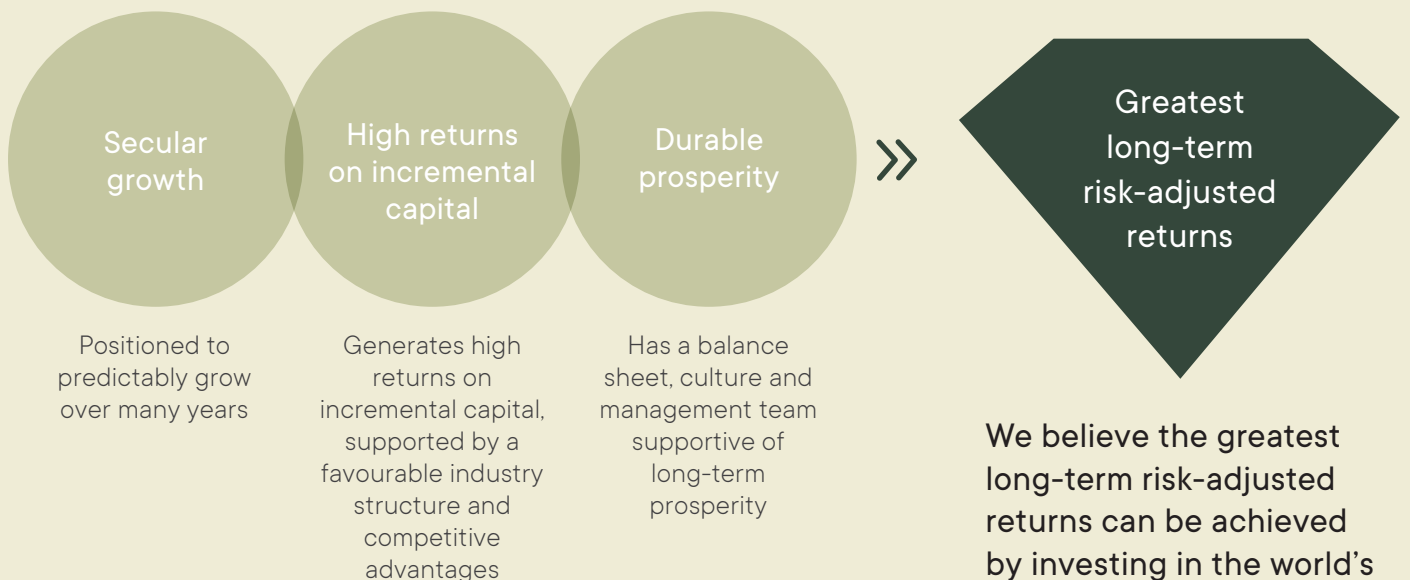 Secular
growth
High returns
on incremental
capital
Durable
prosperity
Greatest
long-term
risk-adjusted
returns
Positioned to
predictably grow
over many years
Generates high
returns on
incremental capital,
supported by a
favourable industry
structure and
competitive
advantages
Has a balance
sheet, culture and
management team
supportive of
long-term
prosperity
We believe the greatest
long-term risk-adjusted
returns can be achieved
by investing in the world’s